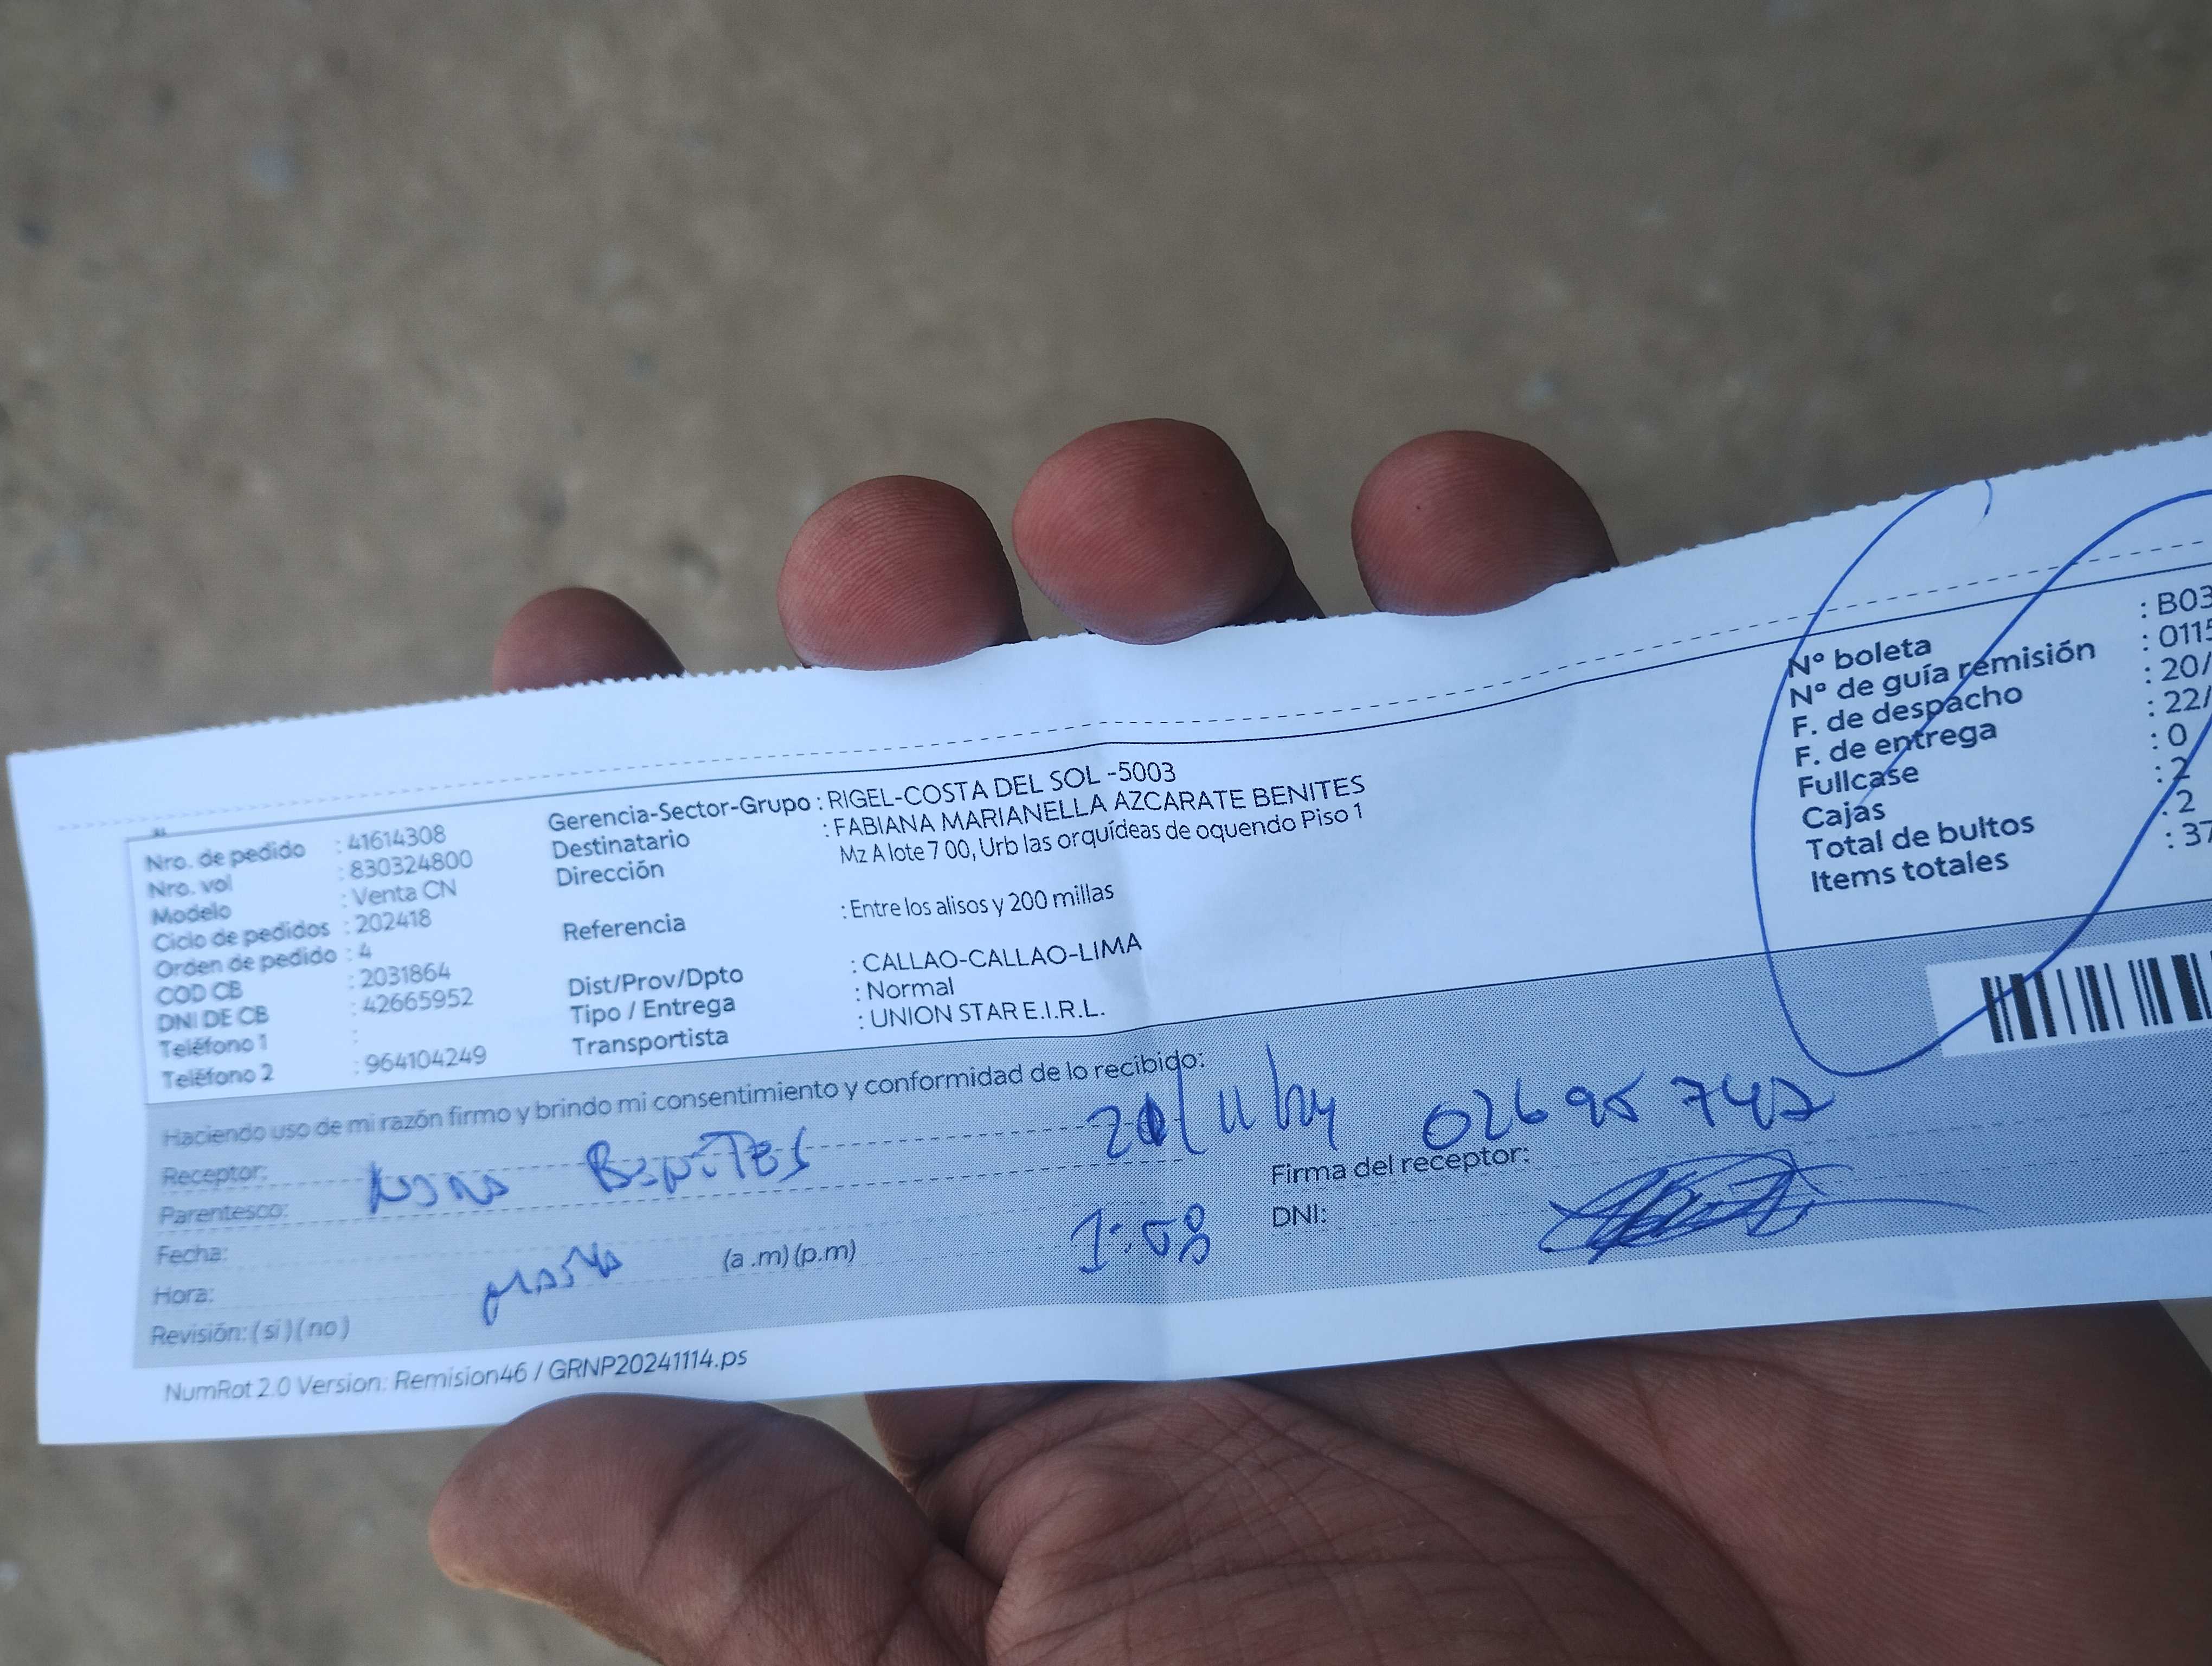 Nro. de pedido : 41614308
Nro. vol : 830324800
Modelo : Venta CN
Ciclo de pedidos : 202418
Orden de pedido : 4
COD CB : 2031864
DNI DE CB : 42665952
Teléfono 1 :
Teléfono 2 : 964104249
Gerencia-Sector-Grupo : RIGEL-COSTA DEL SOL -5003
Destinatario : FABIANA MARIANELLA AZCARATE BENITES
Dirección Mz A lote 7 00, Urb las orquídeas de oquendo Piso 1
Referencia : Entre los alisos y 200 millas
Dist/Prov/Dpto : CALLAO-CALLAO-LIMA
Tipo / Entrega : Normal
Transportista : UNION STAR E.I.R.L.
N° boleta : B03
N° de guía remisión : 0115
F. de despacho : 20/
F. de entrega : 22/
Fullcase : 0
Cajas : 2
Total de bultos : 2
Items totales : 37
Haciendo uso de mi razón firmo y brindo mi consentimiento y conformidad de lo recibido:
Receptor: BENITES
Parentesco:
Fecha:
Hora: (a .m) (p.m) 1:08
Revisión: ( si ) ( no )
Firma del receptor:
DNI:
NumRot 2.0 Version: Remision46 / GRNP20241114.ps